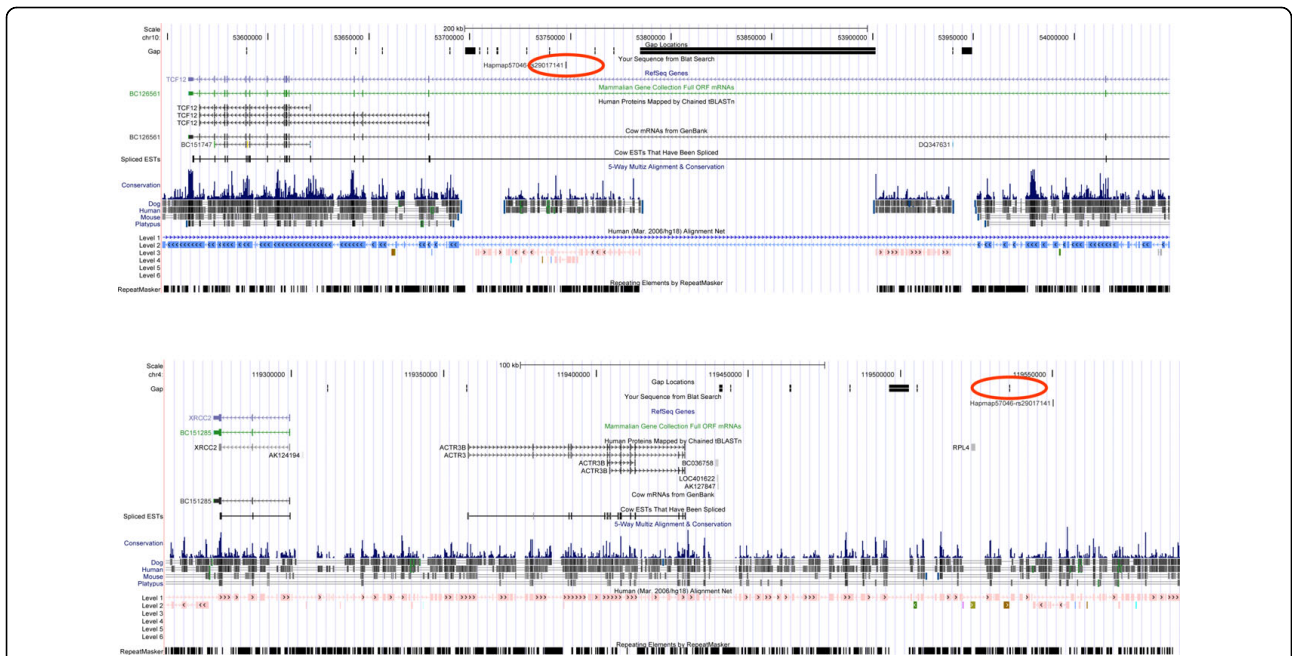 Scale 200 kb
chr10: 53600000 53650000 53700000 53750000 53800000 53850000 53900000 53950000 54000000
Gap Gap Locations
Your Sequence from Blat Search
Hapmap57046-rs29017141
RefSeq Genes
TCF12
Mammalian Gene Collection Full ORF mRNAs
BC126561
Human Proteins Mapped by Chained tBLASTn
TCF12
TCF12
TCF12
Cow mRNAs from GenBank
BC126561
BC151747 DQ347631
Cow ESTs That Have Been Spliced
Spliced ESTs
5-Way Multiz Alignment & Conservation
Conservation
Dog
Human
Mouse
Platypus
Human (Mar. 2006/hg18) Alignment Net
Level 1
Level 2
Level 3
Level 4
Level 5
Level 6
Repeating Elements by RepeatMasker
RepeatMasker
Scale 100 kb
chr4: 119300000 119350000 119400000 119450000 119500000 119550000
Gap Locations
Gap
Your Sequence from Blat Search
Hapmap57046-rs29017141
RefSeq Genes
XRCC2
Mammalian Gene Collection Full ORF mRNAs
BC151285
Human Proteins Mapped by Chained tBLASTn
XRCC2 ACTR3B RPL4
AK124194 ACTR3
ACTR3B BC036758
ACTR3B
LOC401622
AK127847
Cow mRNAs from GenBank
BC151285
Cow ESTs That Have Been Spliced
Spliced ESTs
5-Way Multiz Alignment & Conservation
Conservation
Dog
Human
Mouse
Platypus
Human (Mar. 2006/hg18) Alignment Net
Level 1
Level 2
Level 3
Level 4
Level 5
Level 6
Repeating Elements by RepeatMasker
RepeatMasker